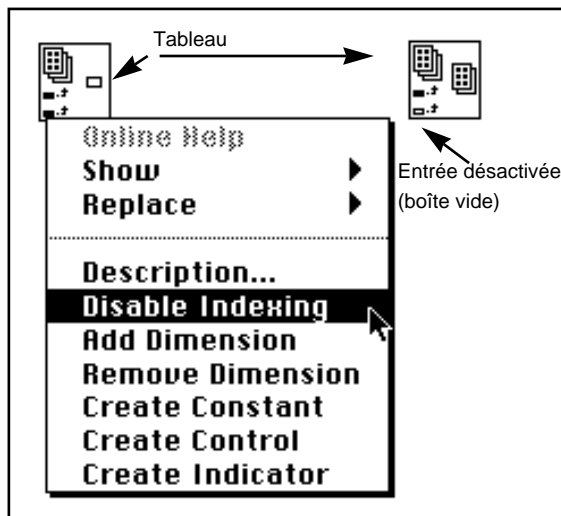 Tableau
Online Help
Show
Replace
Entrée désactivée
(boîte vide)
Description...
Disable Indexing
Add Dimension
Remove Dimension
Create Constant
Create Control
Create Indicator